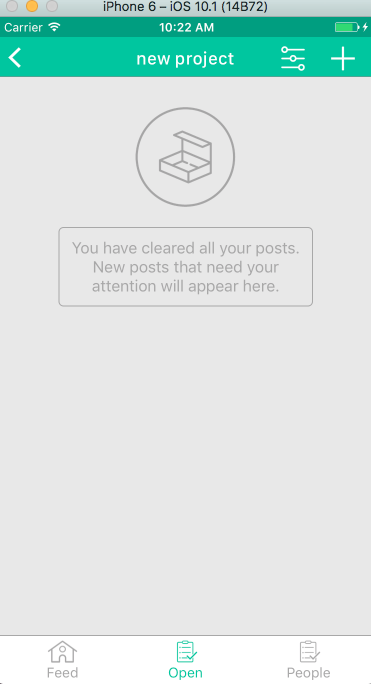 iPhone 6 – iOS 10.1 (14B72)
Carrier 10:22 AM
new project
You have cleared all your posts.
New posts that need your
attention will appear here.
Feed Open People